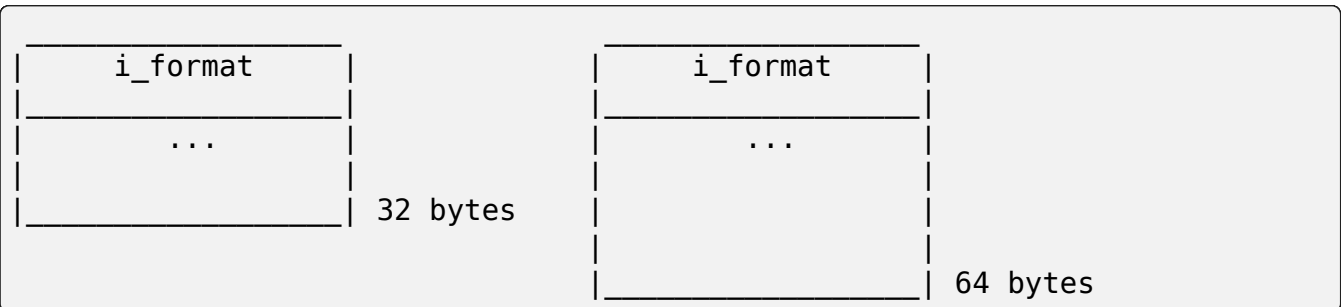 i_format i_format
... ...
32 bytes
64 bytes